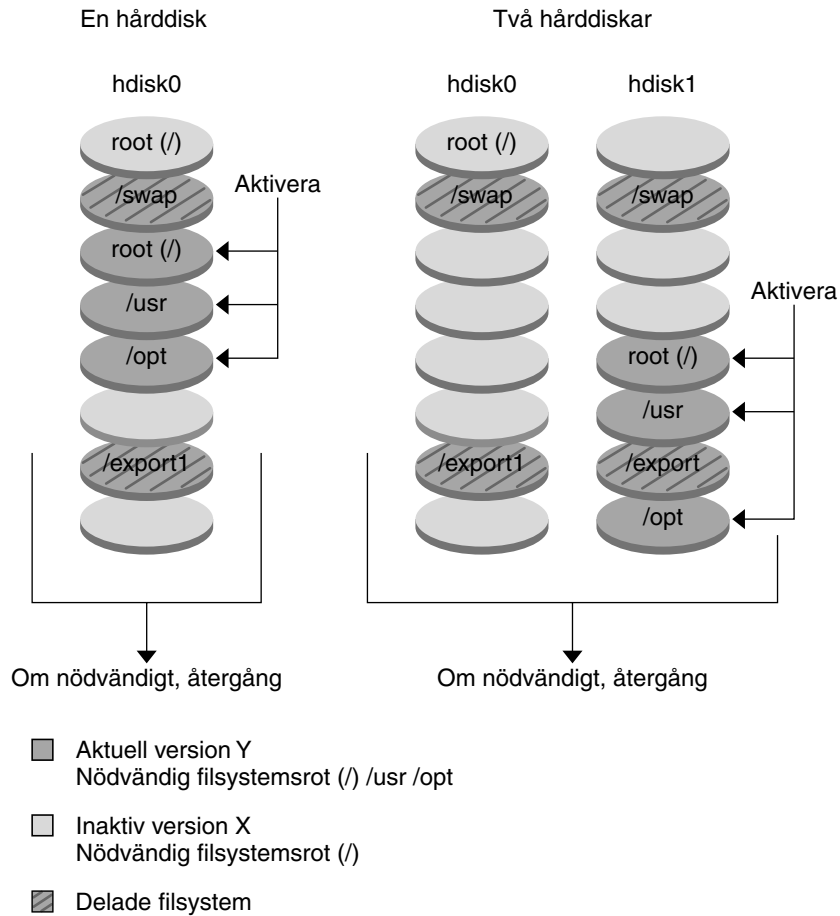 En hårddisk
Två hårddiskar
hdisk0
hdisk0
hdisk1
root (/)
/swap
Aktivera
root (/)
/usr
/opt
/export1
root (/)
/swap
/swap
Aktivera
root (/)
/usr
/export1
/export
/opt
Om nödvändigt, återgång
Om nödvändigt, återgång
Aktuell version Y
Nödvändig filsystemsrot (/) /usr /opt
Inaktiv version X
Nödvändig filsystemsrot (/)
Delade filsystem